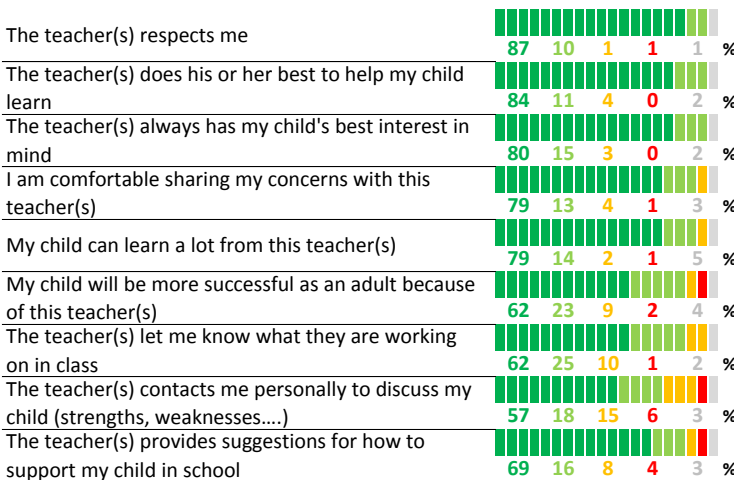 The teacher(s) respects me
87 10 1 1 1 %
The teacher(s) does his or her best to help my child
learn
84 11 4 0 2 %
The teacher(s) always has my child's best interest in
mind
80 15 3 0 2 %
I am comfortable sharing my concerns with this
teacher(s)
79 13 4 1 3 %
My child can learn a lot from this teacher(s)
79 14 2 1 5 %
My child will be more successful as an adult because
of this teacher(s)
62 23 9 2 4 %
The teacher(s) let me know what they are working
on in class
62 25 10 1 2 %
The teacher(s) contacts me personally to discuss my
child (strengths, weaknesses....)
57 18 15 6 3 %
The teacher(s) provides suggestions for how to
support my child in school
69 16 8 4 3 %